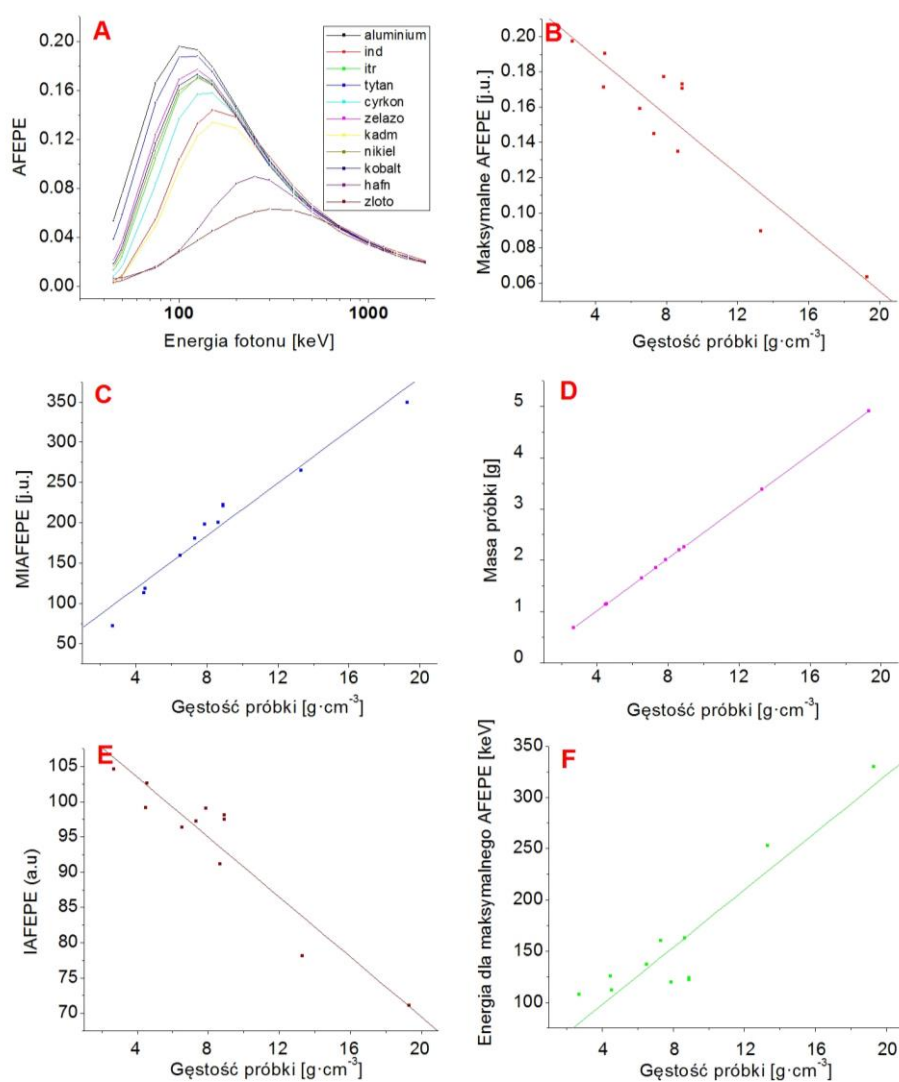 A
AFEPE
0.20
0.16
0.12
0.08
0.04
0.00
100
1000
Energia fotonu [keV]
aluminium
ind
itr
tytan
cyrkon
zelazo
kadm
nikiel
kobalt
hafn
zloto
B
Maksymalne AFEPE [j.u.]
0.20
0.18
0.16
0.14
0.12
0.10
0.08
0.06
4
8
12
16
20
Gęstość próbki [g·cm⁻³]
C
MIAFEPE [j.u.]
350
300
250
200
150
100
50
4
8
12
16
20
Gęstość próbki [g·cm⁻³]
D
Masa próbki [g]
5
4
3
2
1
0
4
8
12
16
20
Gęstość próbki [g·cm⁻³]
E
IAFEPE (a.u)
105
100
95
90
85
80
75
70
4
8
12
16
20
Gęstość próbki [g·cm⁻³]
F
Energia dla maksymalnego AFEPE [keV]
350
300
250
200
150
100
4
8
12
16
20
Gęstość próbki [g·cm⁻³]